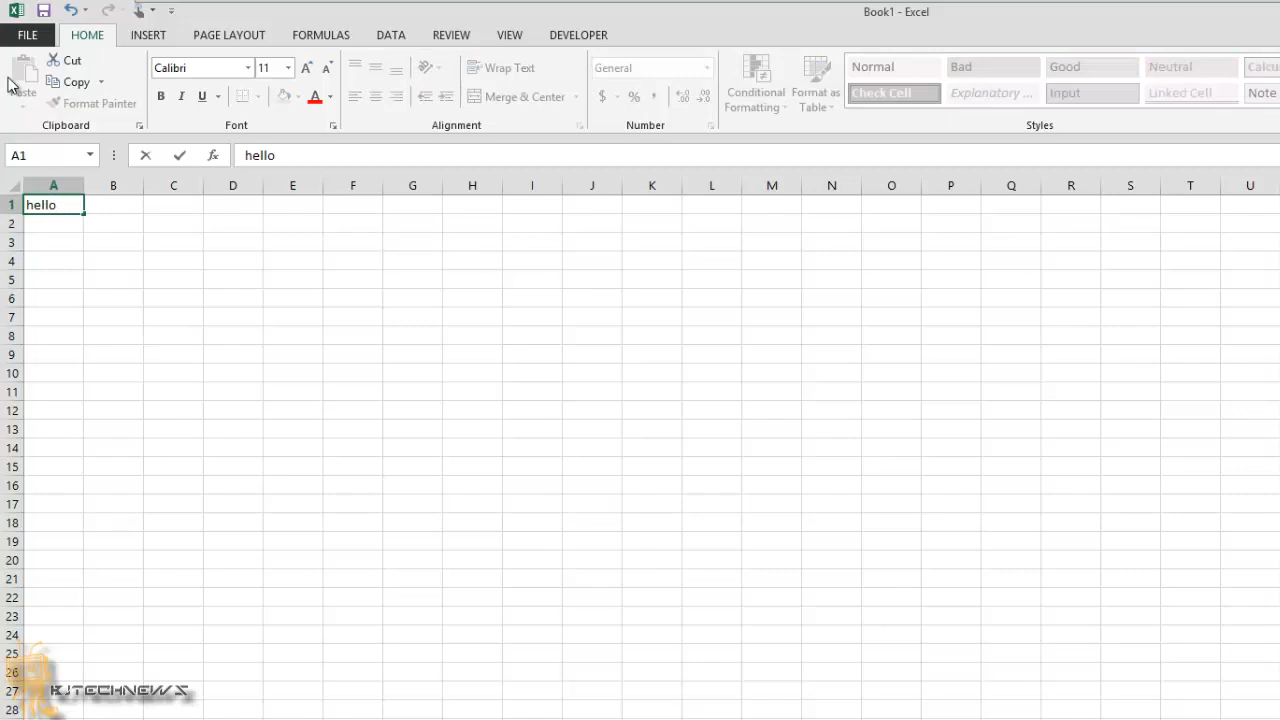 Book1 - Excel
FILE HOME INSERT PAGE LAYOUT FORMULAS DATA REVIEW VIEW DEVELOPER
Cut
Calibri 11 A A Wrap Text General Normal Bad Good Neutral Calcu
Paste Copy Conditional Format as
Format Painter B I U A Merge & Center $ % Formatting Table Check Cell Explanatory ... Input Linked Cell Note
Clipboard Font Alignment Number Styles
A1 fx hello
A B C D E F G H I J K L M N O P Q R S T U
1 hello
2
3
4
5
6
7
8
9
10
11
12
13
14
15
16
17
18
19
20
21
22
23
24
25
26
27 KJTECHNEWS
28